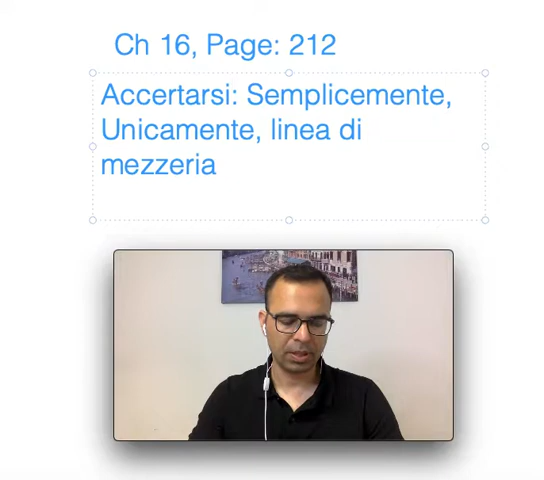 Ch 16, Page: 212
Accertarsi: Semplicemente,
Unicamente, linea di
mezzeria